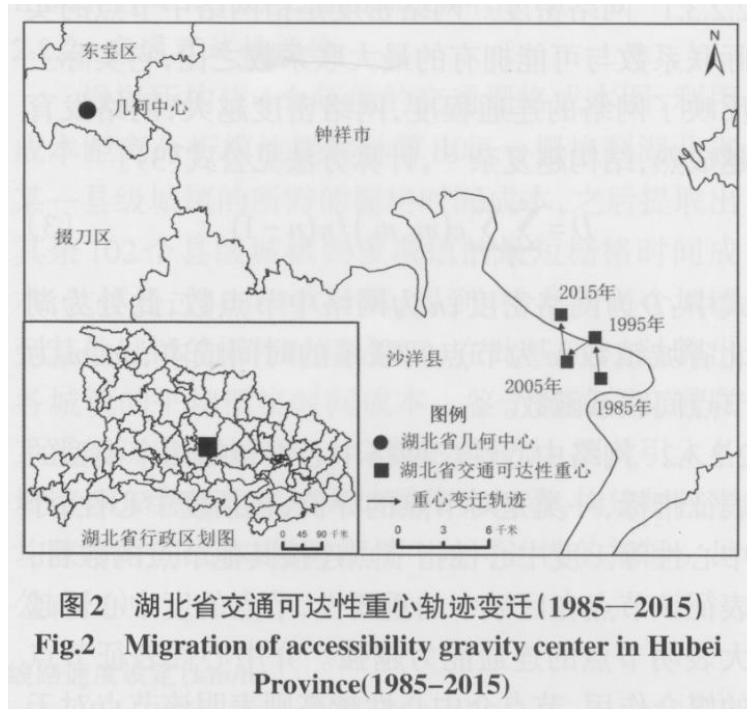 东宝区
几何中心
钟祥市
掇刀区
2015年
1995年
沙洋县
2005年
1985年
图例
湖北省几何中心
湖北省交通可达性重心
重心变迁轨迹
0 3 6 千米
湖北省行政区划图
0 45 90 千米
N
图2 湖北省交通可达性重心轨迹变迁(1985-2015)
Fig.2 Migration of accessibility gravity center in Hubei
Province(1985-2015)